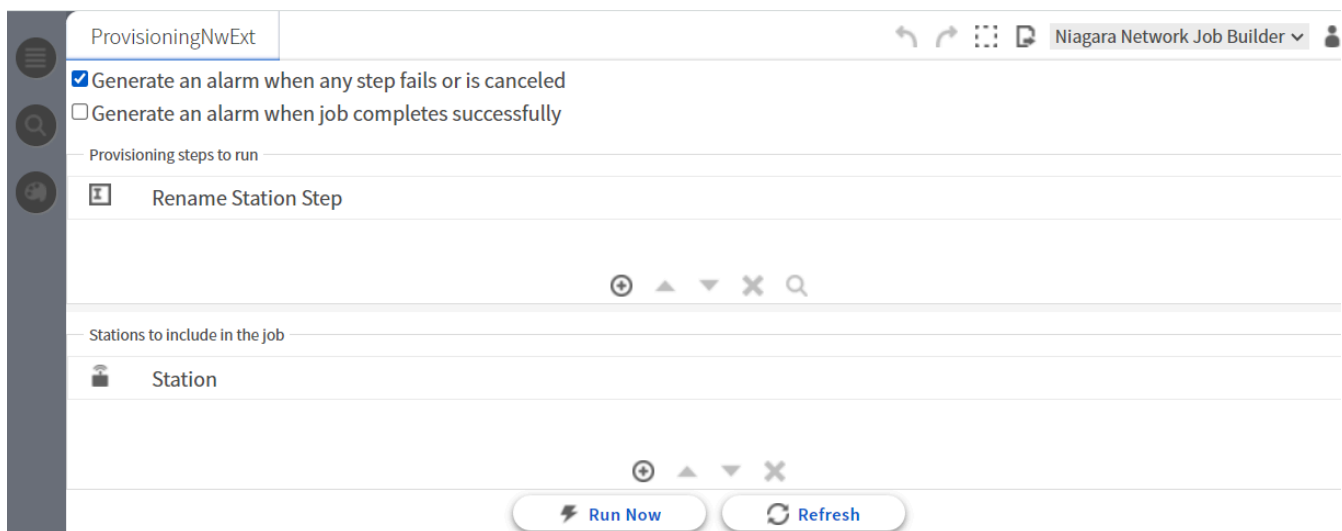 ProvisioningNwExt
Niagara Network Job Builder
Generate an alarm when any step fails or is canceled
Generate an alarm when job completes successfully
Provisioning steps to run
Rename Station Step
Stations to include in the job
Station
Run Now
Refresh